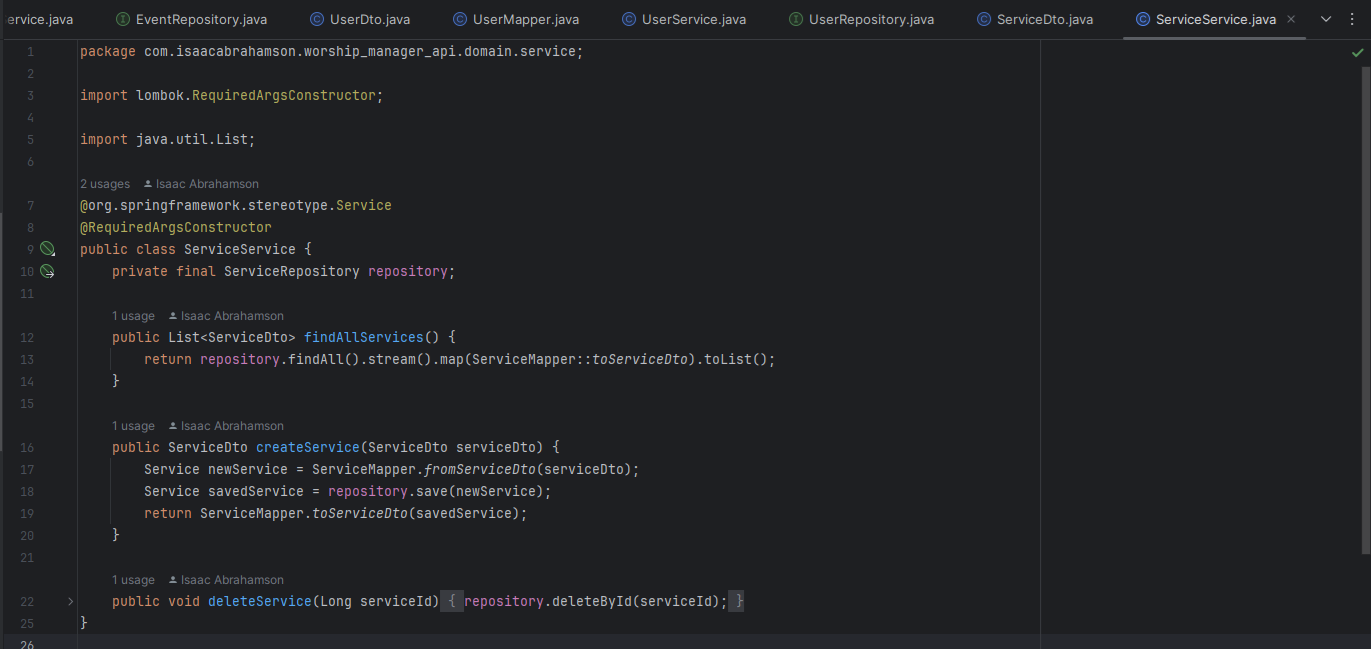 ervice.java EventRepository.java UserDto.java UserMapper.java UserService.java UserRepository.java ServiceDto.java ServiceService.java
1 package com.isaacabrahamson.worship_manager_api.domain.service;
2
3 import lombok.RequiredArgsConstructor;
4
5 import java.util.List;
6
2 usages Isaac Abrahamson
7 @org.springframework.stereotype.Service
8 @RequiredArgsConstructor
9 public class ServiceService {
10 private final ServiceRepository repository;
11
1 usage Isaac Abrahamson
12 public List<ServiceDto> findAllServices() {
13 return repository.findAll().stream().map(ServiceMapper::toServiceDto).toList();
14 }
15
1 usage Isaac Abrahamson
16 public ServiceDto createService(ServiceDto serviceDto) {
17 Service newService = ServiceMapper.fromServiceDto(serviceDto);
18 Service savedService = repository.save(newService);
19 return ServiceMapper.toServiceDto(savedService);
20 }
21
1 usage Isaac Abrahamson
22 public void deleteService(Long serviceId) { repository.deleteById(serviceId); }
25 }
26